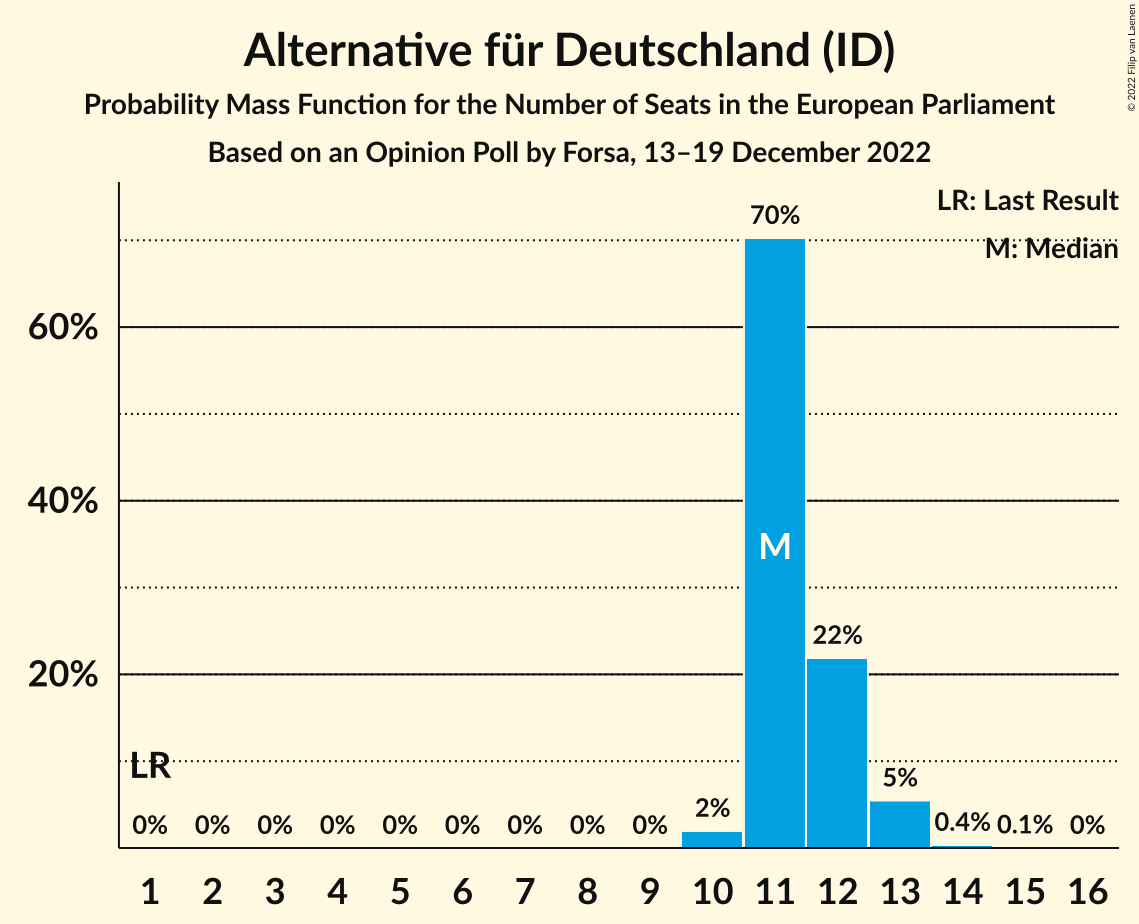 Alternative für Deutschland (ID)
Probability Mass Function for the Number of Seats in the European Parliament
Based on an Opinion Poll by Forsa, 13–19 December 2022
© 2022 Filip van Laenen
LR: Last Result
M: Median
70%
60%
40%
M
22%
20%
LR
5%
2%
0% 0% 0% 0% 0% 0% 0% 0% 0% 0.4% 0.1% 0%
1 2 3 4 5 6 7 8 9 10 11 12 13 14 15 16